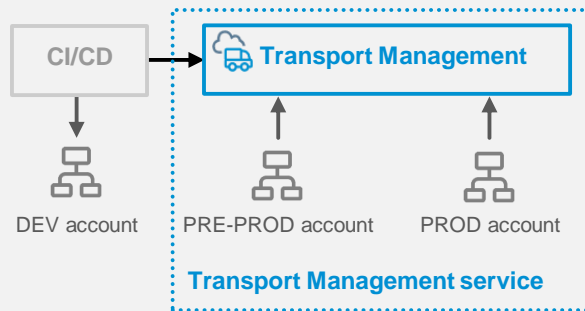 CI/CD
Transport Management
DEV account
PRE-PROD account
PROD account
Transport Management service